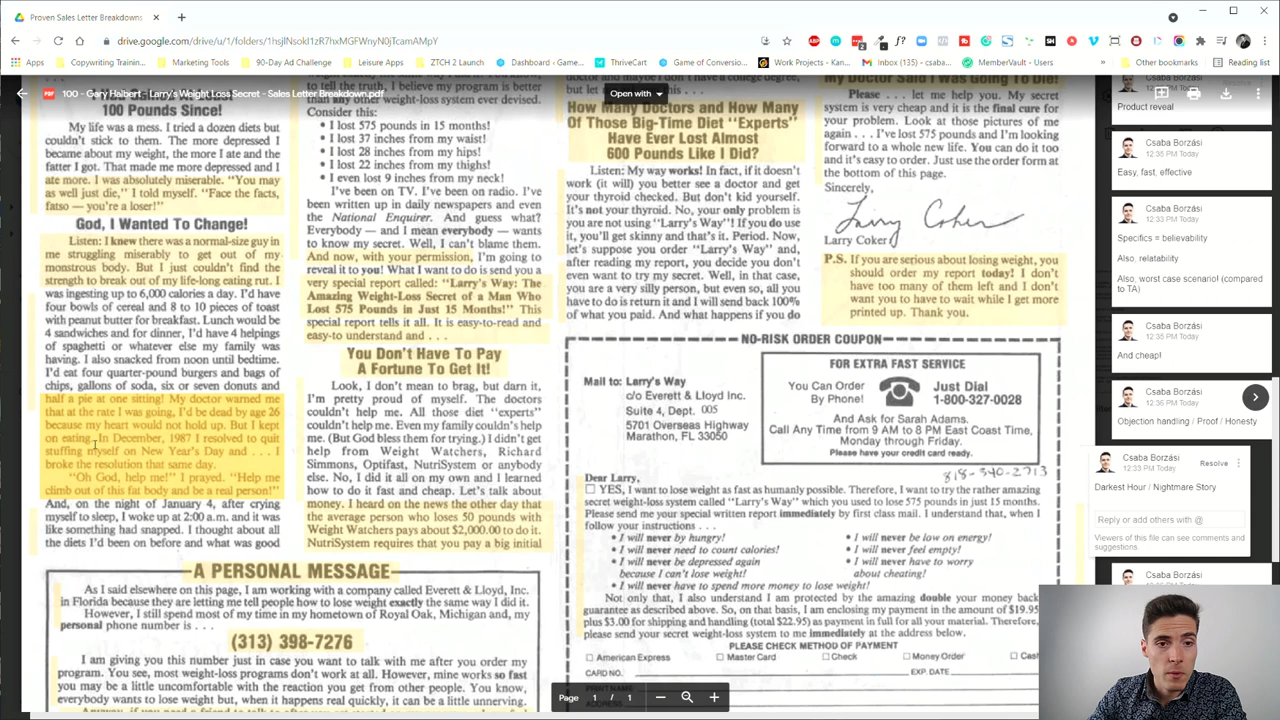 Proven Sales Letter Breakdowns
drive.google.com/drive/u/1/folders/1hsjlNsokI1zR7hxMGFWnyN0jTcamAMpY
Apps
Copywriting Training...
Marketing Tools
90-Day Ad Challenge
Leisure Apps
ZTCH 2 Launch
Dashboard ‹ Game...
ThriveCart
Game of Conversio...
Work Projects - Kan...
Inbox (135) - csaba...
MemberVault - Users
Other bookmarks
Reading list
100 - Gary Halbert - Larry's Weight Loss Secret - Sales Letter Breakdown.pdf
Open with
100 Pounds Since!
My life was a mess. I tried a dozen diets but
couldn't stick to them. The more depressed I
became about my weight, the more I ate and the
fatter I got. That made me more depressed and I
ate more. I was absolutely miserable. "You may
as well just die," I told myself. "Face the facts,
fatso — you're a loser!"
God, I Wanted To Change!
Listen: I knew there was a normal-size guy in
me struggling miserably to get out of my
monstrous body. But I just couldn't find the
strength to break out of my life-long eating rut. I
was ingesting up to 6,000 calories a day. I'd have
four bowls of cereal and 8 to 10 pieces of toast
with peanut butter for breakfast. Lunch would be
4 sandwiches and for dinner, I'd have 4 helpings
of spaghetti or whatever else my family was
having. I also snacked from noon until bedtime.
I'd eat four quarter-pound burgers and bags of
chips, gallons of soda, six or seven donuts and
half a pie at one sitting! My doctor warned me
that at the rate I was going, I'd be dead by age 26
because my heart would not hold up. But I kept
on eating. In December, 1987 I resolved to quit
stuffing myself on New Year's Day and . . . I
broke the resolution that same day.
"Oh God, help me!" I prayed. "Help me
climb out of this fat body and be a real person!"
And, on the night of January 4, after crying
myself to sleep, I woke up at 2:00 a.m. and it was
like something had snapped. I thought about all
the diets I'd been on before and what was good
to tell the truth, I believe my program is better
than any other weight-loss system ever devised.
Consider this:
• I lost 575 pounds in 15 months!
• I lost 37 inches from my waist!
• I lost 28 inches from my hips!
• I lost 22 inches from my thighs!
• I even lost 9 inches from my neck!
I've been on TV. I've been on radio. I've
been written up in daily newspapers and even
the National Enquirer. And guess what?
Everybody — and I mean everybody — wants
to know my secret. Well, I can't blame them.
And now, with your permission, I'm going to
reveal it to you! What I want to do is send you a
very special report called: "Larry's Way: The
Amazing Weight-Loss Secret of a Man Who
Lost 575 Pounds in Just 15 Months!" This
special report tells it all. It is easy-to-read and
easy-to understand and . . .
You Don't Have To Pay
A Fortune To Get It!
Look, I don't mean to brag, but darn it,
I'm pretty proud of myself. The doctors
couldn't help me. All those diet "experts"
couldn't help me. Even my family couldn't help
me. (But God bless them for trying.) I didn't get
help from Weight Watchers, Richard
Simmons, Optifast, NutriSystem or anybody
else. No, I did it all on my own and I learned
how to do it fast and cheap. Let's talk about
money. I heard on the news the other day that
the average person who loses 50 pounds with
Weight Watchers pays about $2,000.00 to do it.
NutriSystem requires that you pay a big initial
A PERSONAL MESSAGE
As I said elsewhere on this page, I am working with a company called Everett & Lloyd, Inc.
in Florida because they are letting me tell people how to lose weight exactly the same way I did it.
However, I still spend most of my time in my hometown of Royal Oak, Michigan and, my
personal phone number is . . .
(313) 398-7276
I am giving you this number just in case you want to talk with me after you order my
program. You see, most weight-loss programs don't work at all. However, mine works so fast
you may be a little uncomfortable with the reaction you get from other people. You know,
everybody wants to lose weight but, when it happens real quickly, it can be a little unnerving.
doctor and maybe I don't have a college degree,
How Many Doctors and How Many
Of Those Big-Time Diet "Experts"
Have Ever Lost Almost
600 Pounds Like I Did?
Listen: My way works! In fact, if it doesn't
work (it will) you better see a doctor and get
your thyroid checked. But don't kid yourself.
It's not your thyroid. No, your only problem is
you are not using "Larry's Way"! If you do use
it, you'll get skinny and that's it. Period. Now,
let's suppose you order "Larry's Way" and,
after reading my report, you decide you don't
even want to try my secret. Well, in that case,
you are a very silly person, but even so, all you
have to do is return it and I will send back 100%
of what you paid. And what happens if you do
My Doctor Said I Was Going To Die!
Please . . . let me help you. My secret
system is very cheap and it is the final cure for
your problem. Look at those pictures of me
again . . . I've lost 575 pounds and I'm looking
forward to a whole new life. You can do it too
and it's easy to order. Just use the order form at
the bottom of this page.
Sincerely,
Larry Coker
Larry Coker
P.S. If you are serious about losing weight, you
should order my report today! I don't
have too many of them left and I don't
want you to have to wait while I get more
printed up. Thank you.
NO-RISK ORDER COUPON
Mail to: Larry's Way
c/o Everett & Lloyd Inc.
Suite 4, Dept. 005
5701 Overseas Highway
Marathon, FL 33050
FOR EXTRA FAST SERVICE
You Can Order
By Phone!
Just Dial
1-800-327-0028
And Ask for Sarah Adams.
Call Any Time from 9 AM to 8 PM East Coast Time,
Monday through Friday.
Please have your credit card ready.
818-340-2713
Dear Larry,
☐ YES, I want to lose weight as fast as humanly possible. Therefore, I want to try the rather amazing
secret weight-loss system called "Larry's Way" which you used to lose 575 pounds in just 15 months.
Please send me your special written report immediately by first class mail. I understand that, when I
follow your instructions . . .
• I will never by hungry!
• I will never need to count calories!
• I will never be depressed again
because I can't lose weight!
• I will never be low on energy!
• I will never feel empty!
• I will never have to worry
about cheating!
• I will never have to spend more money to lose weight!
Not only that, I also understand I am protected by the amazing double your money back
guarantee as described above. So, on that basis, I am enclosing my payment in the amount of $19.95
plus $3.00 for shipping and handling (total $22.95) as payment in full for all your material. Therefore,
please send your secret weight-loss system to me immediately at the address below.
PLEASE CHECK METHOD OF PAYMENT
☐ American Express ☐ Master Card ☐ Check ☐ Money Order ☐ Cas
CARD NO. EXP. DATE
PRINT NAME
ADDRESS
Page 1 / 1
Csaba Borzási
12:35 PM Today
Product reveal
Csaba Borzási
12:35 PM Today
Easy, fast, effective
Csaba Borzási
12:33 PM Today
Specifics = believability
Also, relatability
Also, worst case scenario! (compared
to TA)
Csaba Borzási
12:35 PM Today
And cheap!
Csaba Borzási
12:36 PM Today
Objection handling / Proof / Honesty
Csaba Borzási
12:33 PM Today
Resolve
Darkest Hour / Nightmare Story
Reply or add others with @
Viewers of this file can see comments and
suggestions
Csaba Borzási